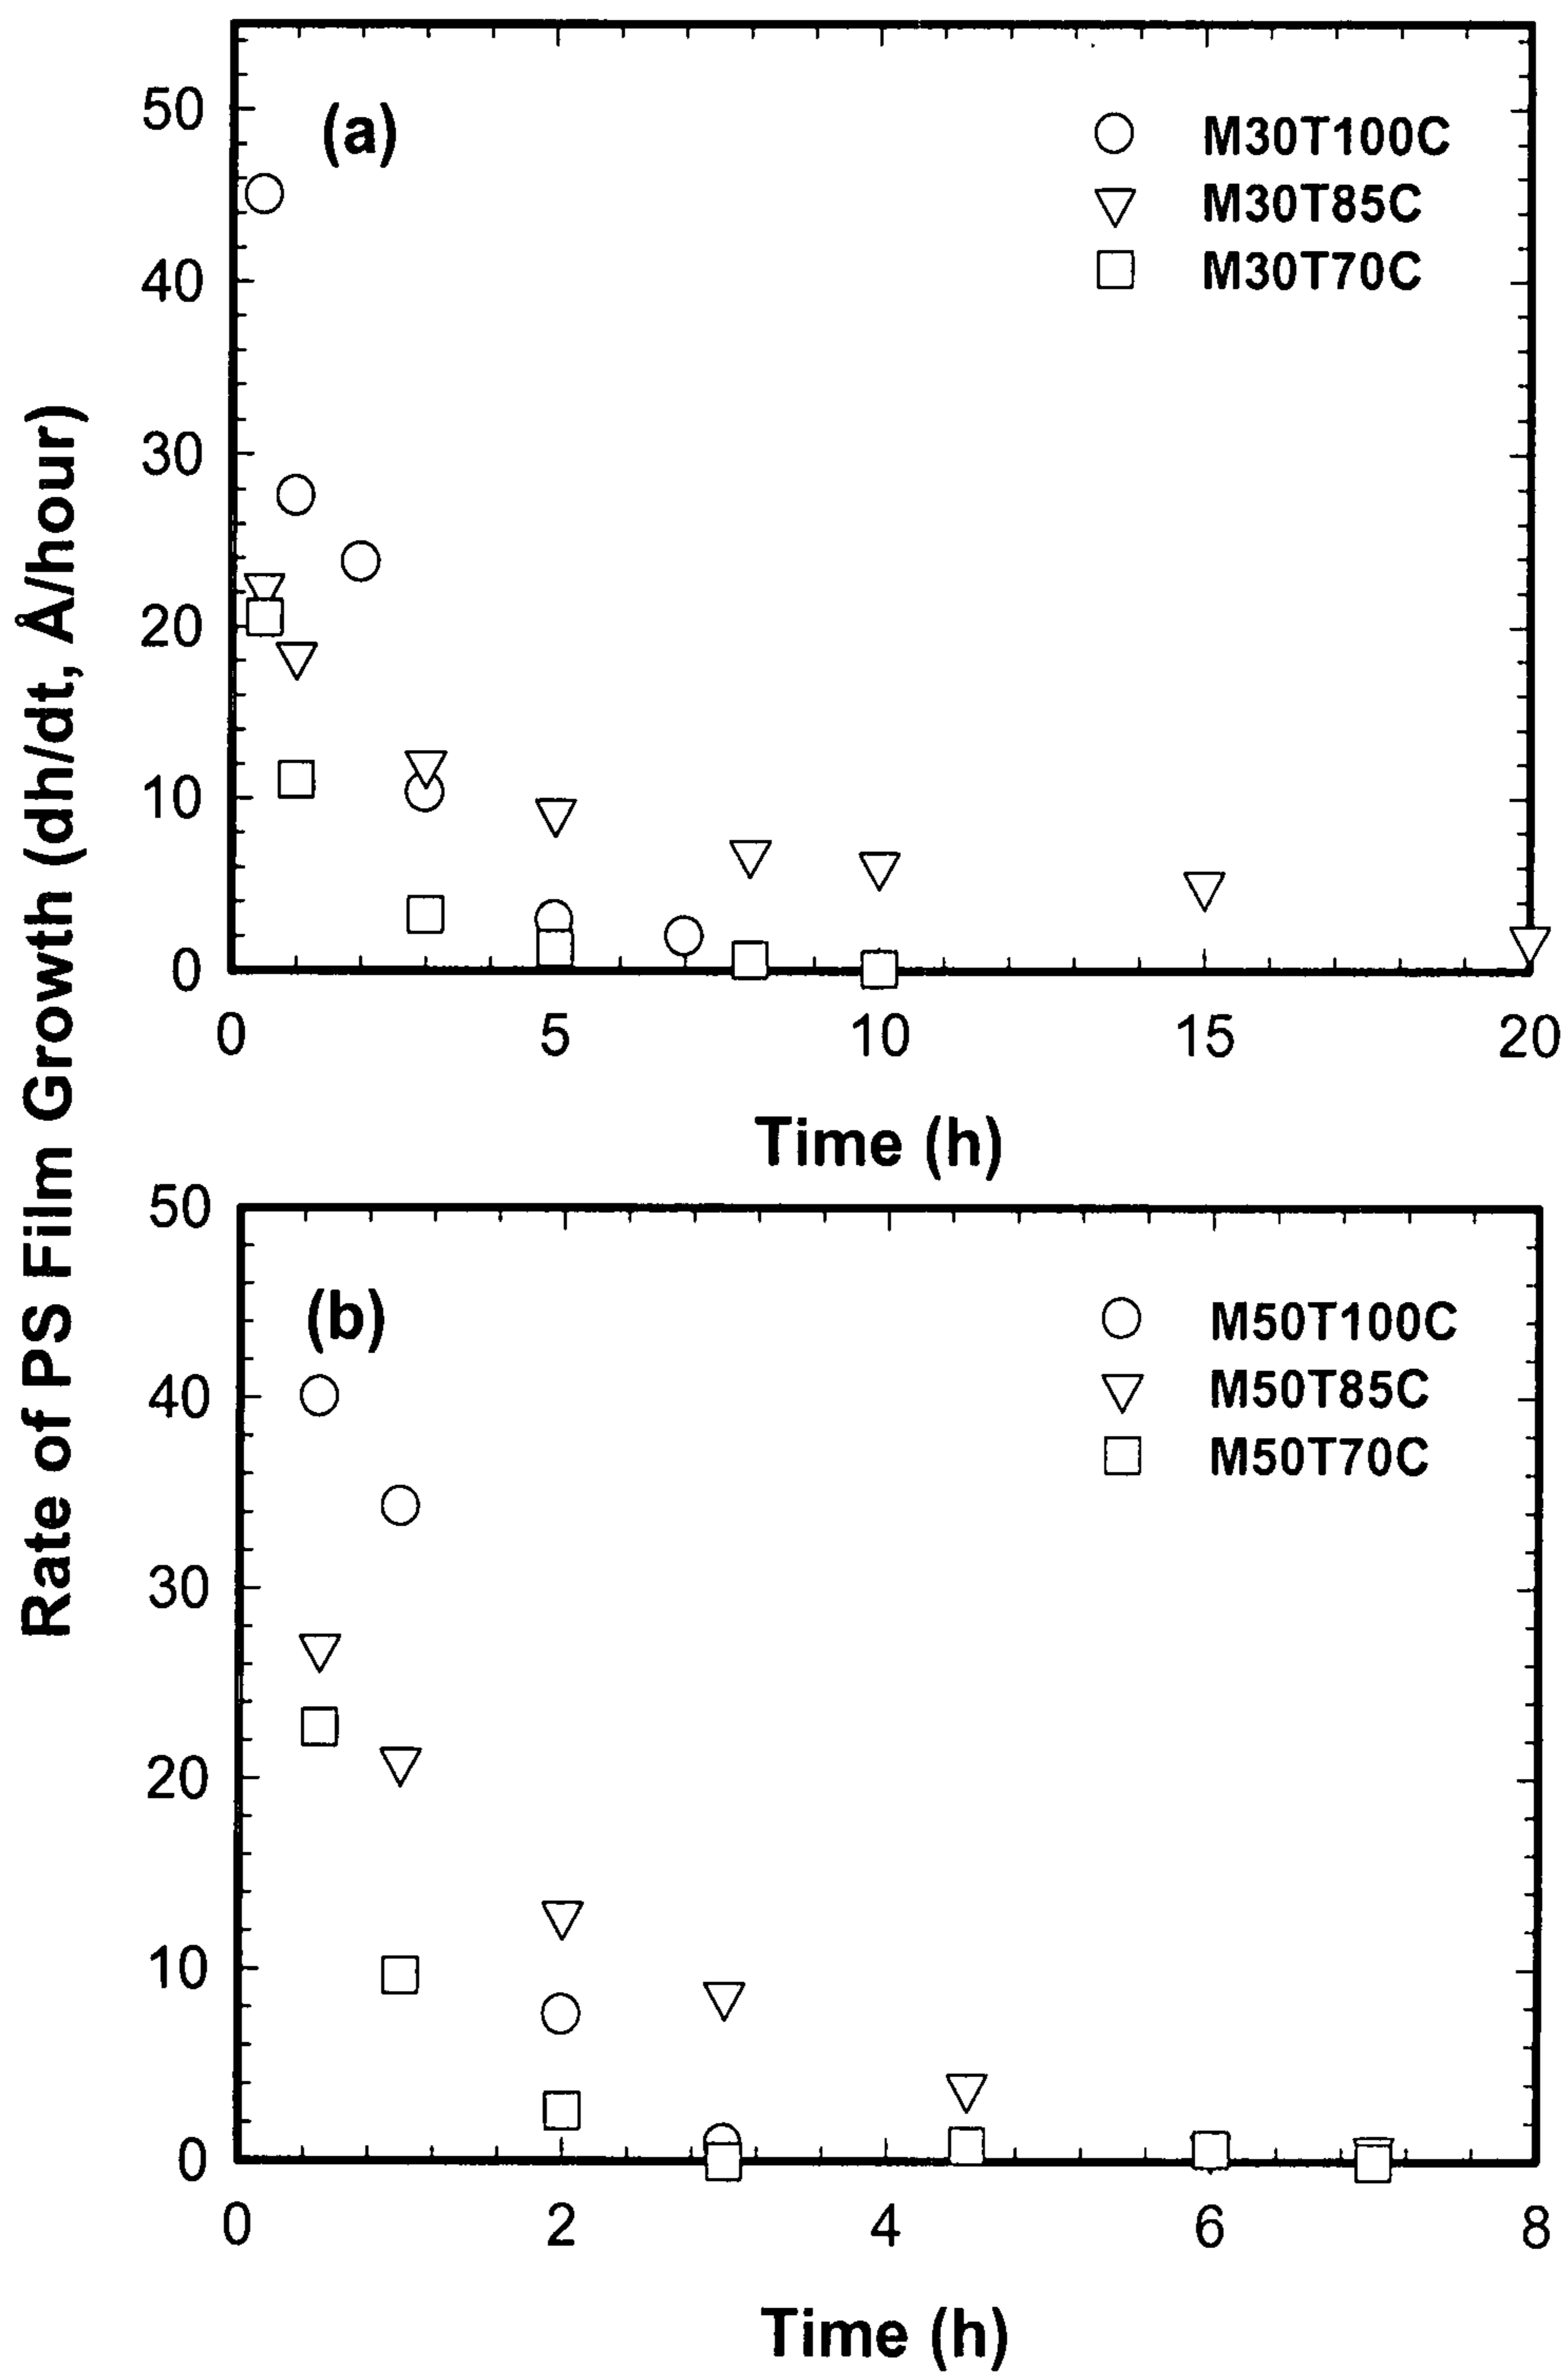 Rate of PS Film Growth (dh/dt, Å/hour)
(a)
M30T100C
M30T85C
M30T70C
50
40
30
20
10
0
0 5 10 15 20
Time (h)
(b)
M50T100C
M50T85C
M50T70C
50
40
30
20
10
0
0 2 4 6 8
Time (h)